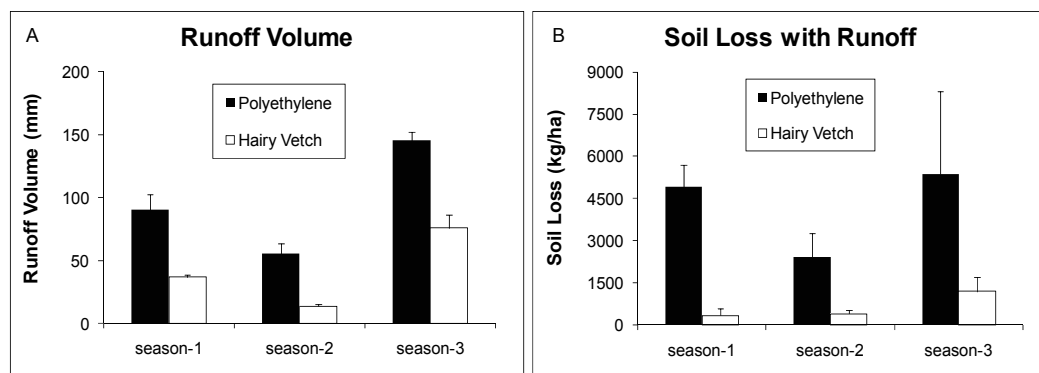 A
Runoff Volume
Runoff Volume (mm)
200
150
100
50
0
Polyethylene
Hairy Vetch
season-1
season-2
season-3
B
Soil Loss with Runoff
Soil Loss (kg/ha)
9000
7500
6000
4500
3000
1500
0
Polyethylene
Hairy Vetch
season-1
season-2
season-3